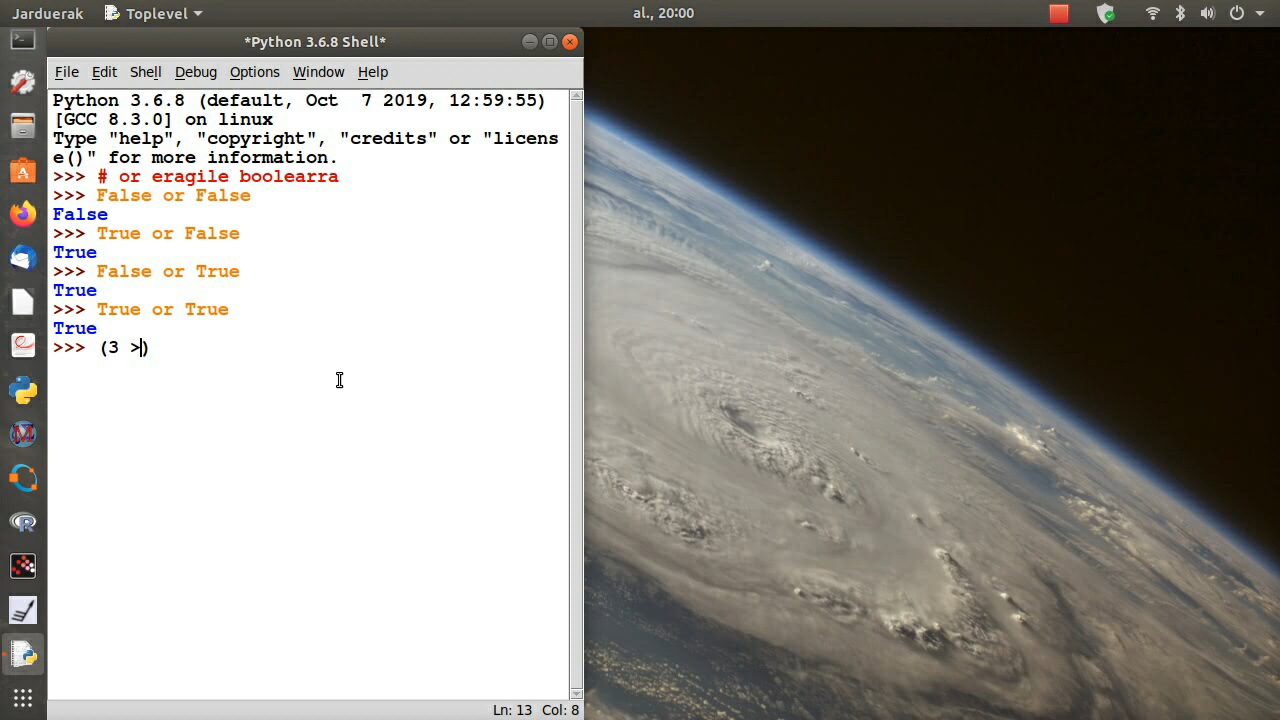 Jarduerak Toplevel al., 20:00
*Python 3.6.8 Shell*
File Edit Shell Debug Options Window Help
Python 3.6.8 (default, Oct  7 2019, 12:59:55)
[GCC 8.3.0] on linux
Type "help", "copyright", "credits" or "licens
e()" for more information.
>>> # or eragile boolearra
>>> False or False
False
>>> True or False
True
>>> False or True
True
>>> True or True
True
>>> (3 >)
Ln: 13 Col: 8